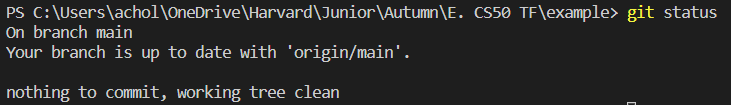 PS C:\Users\achol\OneDrive\Harvard\Junior\Autumn\E. CS50 TF\example> git status
On branch main
Your branch is up to date with 'origin/main'.
nothing to commit, working tree clean